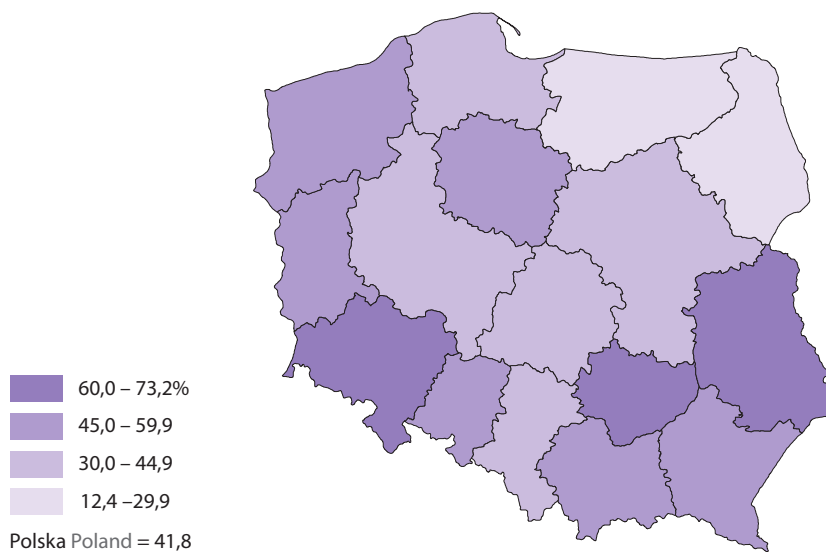 60,0 – 73,2%
45,0 – 59,9
30,0 – 44,9
12,4 –29,9
Polska Poland = 41,8